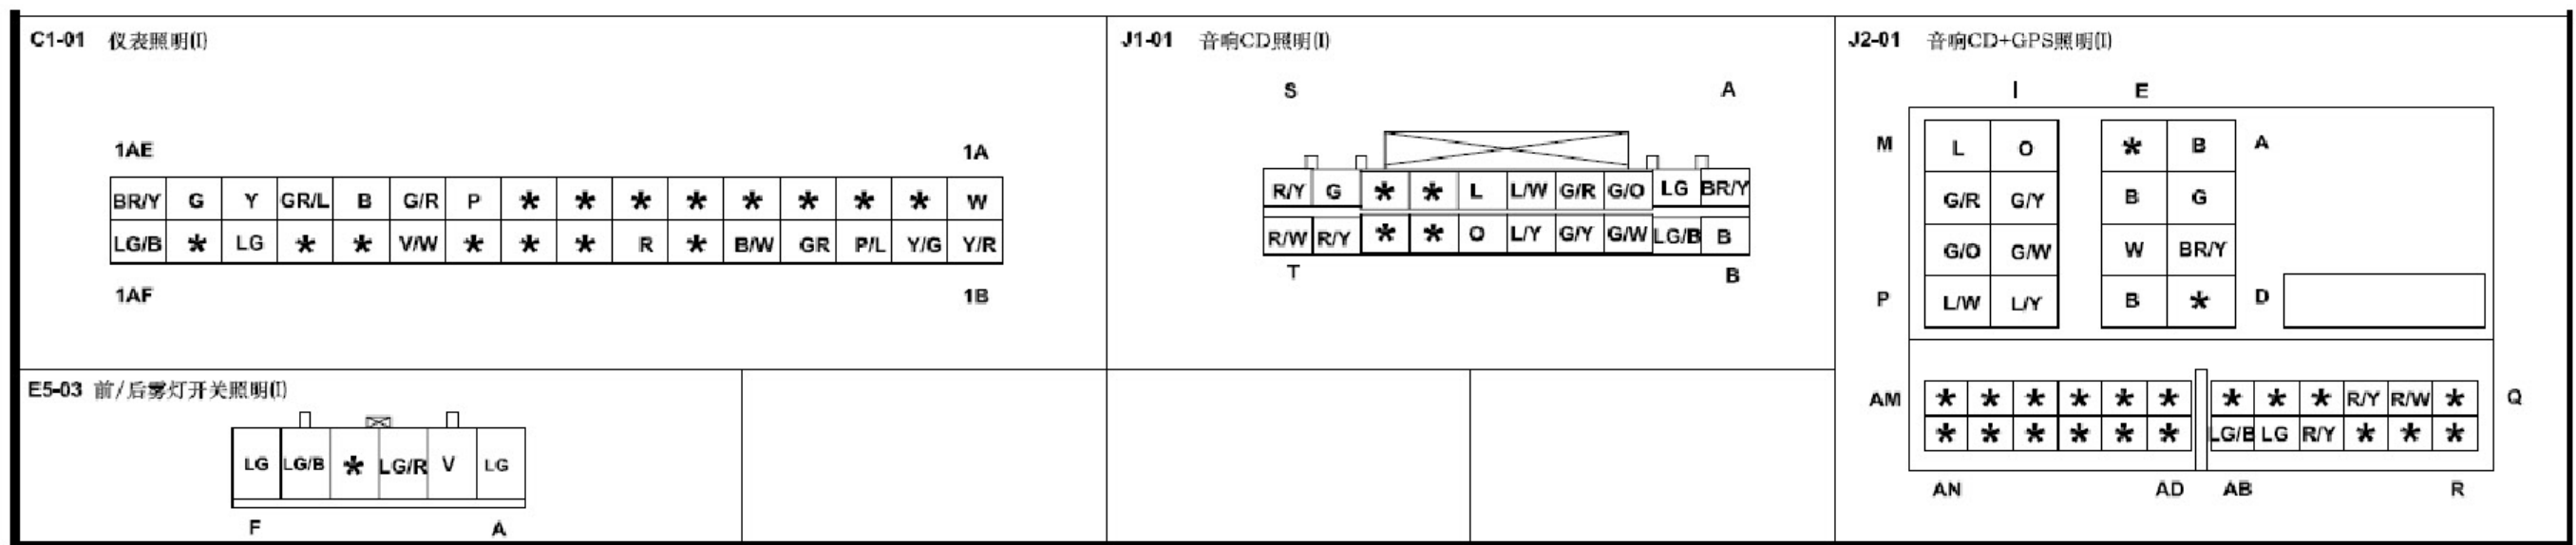 C1-01 仪表照明(I)
1AE 1A
BR/Y G Y GR/L B G/R P * * * * * * * * W
LG/B * LG * * V/W * * * R * B/W GR P/L Y/G Y/R
1AF 1B
J1-01 音响CD照明(I)
S A
R/Y G * * L L/W G/R G/O LG BR/Y
R/W R/Y * * O L/Y G/Y G/W LG/B B
T B
J2-01 音响CD+GPS照明(I)
I E
M L O * B A
G/R G/Y B G
G/O G/W W BR/Y
P L/W L/Y B * D
AM * * * * * * * * * R/Y R/W * Q
* * * * * * LG/B LG R/Y * * *
AN AD AB R
E5-03 前/后雾灯开关照明(I)
LG LG/B * LG/R V LG
F A